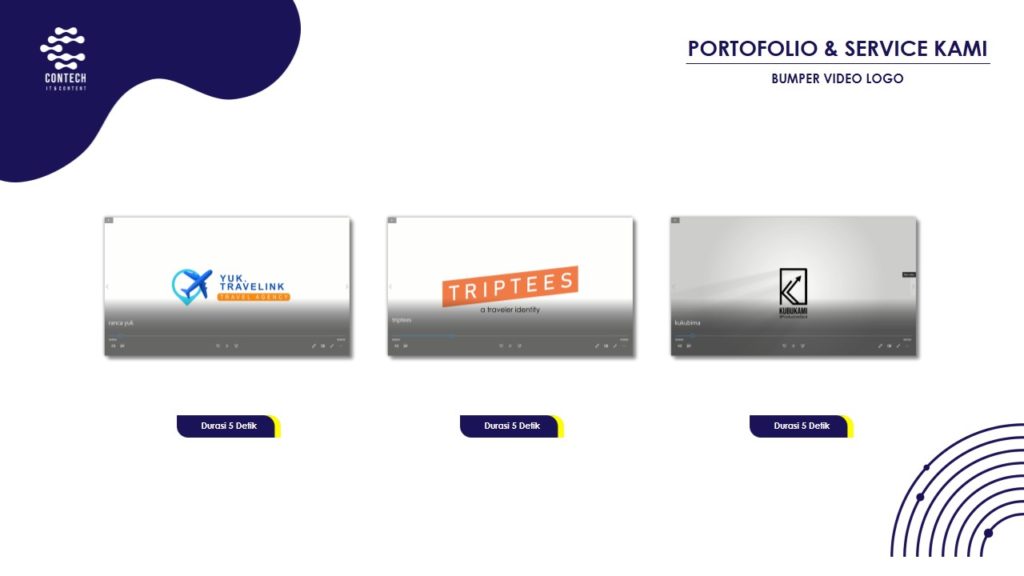 CONTECH
IT & CONTENT
PORTOFOLIO & SERVICE KAMI
BUMPER VIDEO LOGO
YUK.
TRAVELINK
TRAVEL AGENCY
ranca yuk
TRIPTEES
a traveler identity
triptees
KUBUKAMI
kukubima
Durasi 5 Detik
Durasi 5 Detik
Durasi 5 Detik